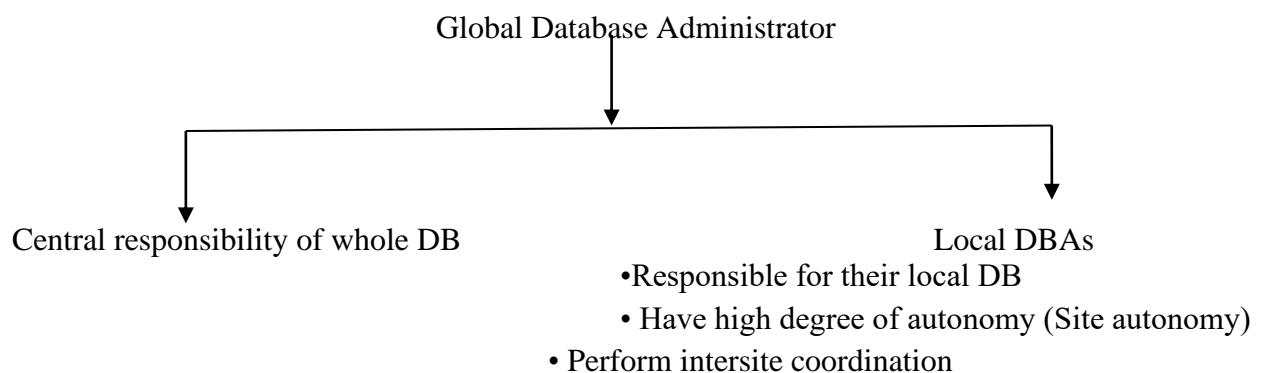 Global Database Administrator
Central responsibility of whole DB
Local DBAs
•Responsible for their local DB
• Have high degree of autonomy (Site autonomy)
• Perform intersite coordination